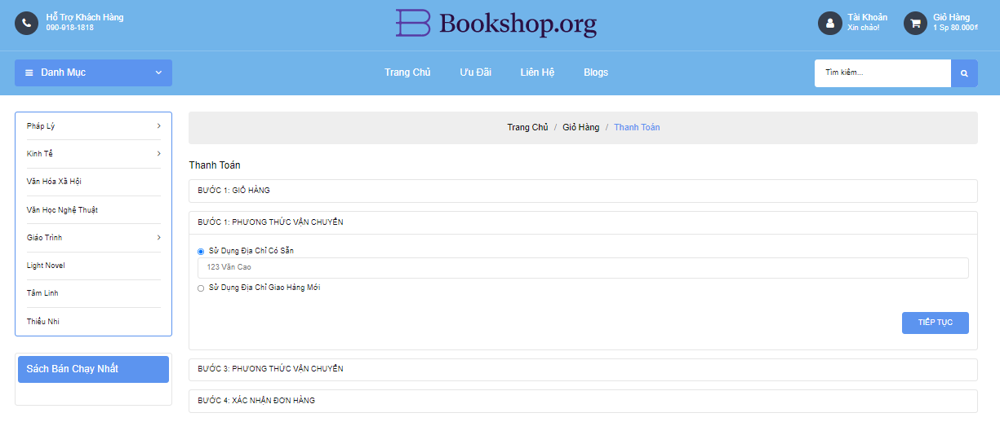 Hỗ Trợ Khách Hàng
090-918-1818
Bookshop.org
Tài Khoản
Xin chào!
Giỏ Hàng
1 Sp 80.000₫
Danh Mục
Trang Chủ
Ưu Đãi
Liên Hệ
Blogs
Tìm kiếm...
Pháp Lý
Kinh Tế
Văn Hóa Xã Hội
Văn Học Nghệ Thuật
Giáo Trình
Light Novel
Tâm Linh
Thiếu Nhi
Sách Bán Chạy Nhất
Trang Chủ / Giỏ Hàng / Thanh Toán
Thanh Toán
BƯỚC 1: GIỎ HÀNG
BƯỚC 1: PHƯƠNG THỨC VẬN CHUYỂN
Sử Dụng Địa Chỉ Có Sẵn
123 Văn Cao
Sử Dụng Địa Chỉ Giao Hàng Mới
TIẾP TỤC
BƯỚC 3: PHƯƠNG THỨC VẬN CHUYỂN
BƯỚC 4: XÁC NHẬN ĐƠN HÀNG